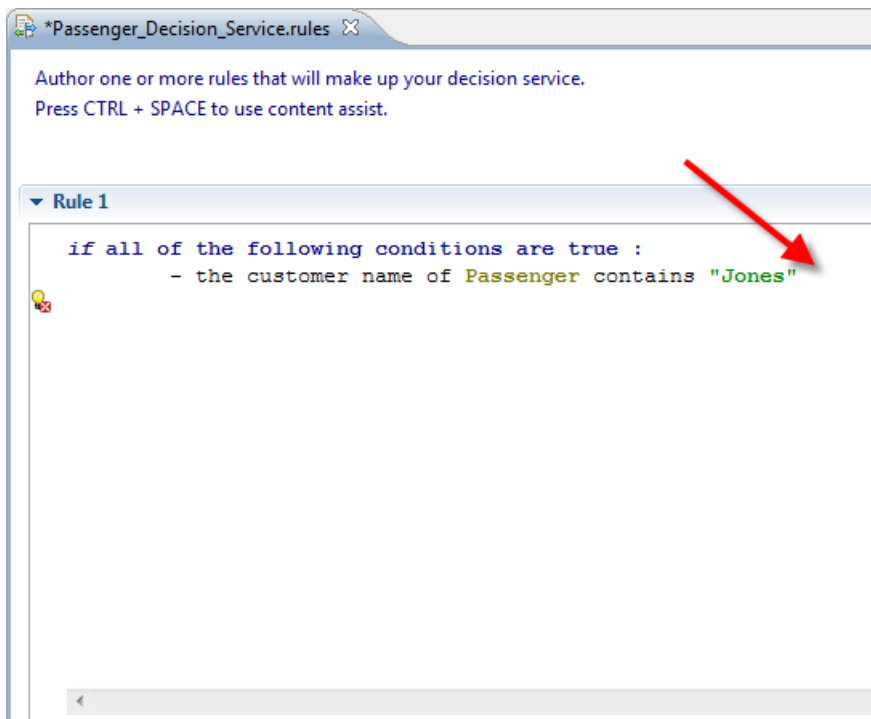 *Passenger_Decision_Service.rules
Author one or more rules that will make up your decision service.
Press CTRL + SPACE to use content assist.
Rule 1
if all of the following conditions are true :
- the customer name of Passenger contains "Jones"